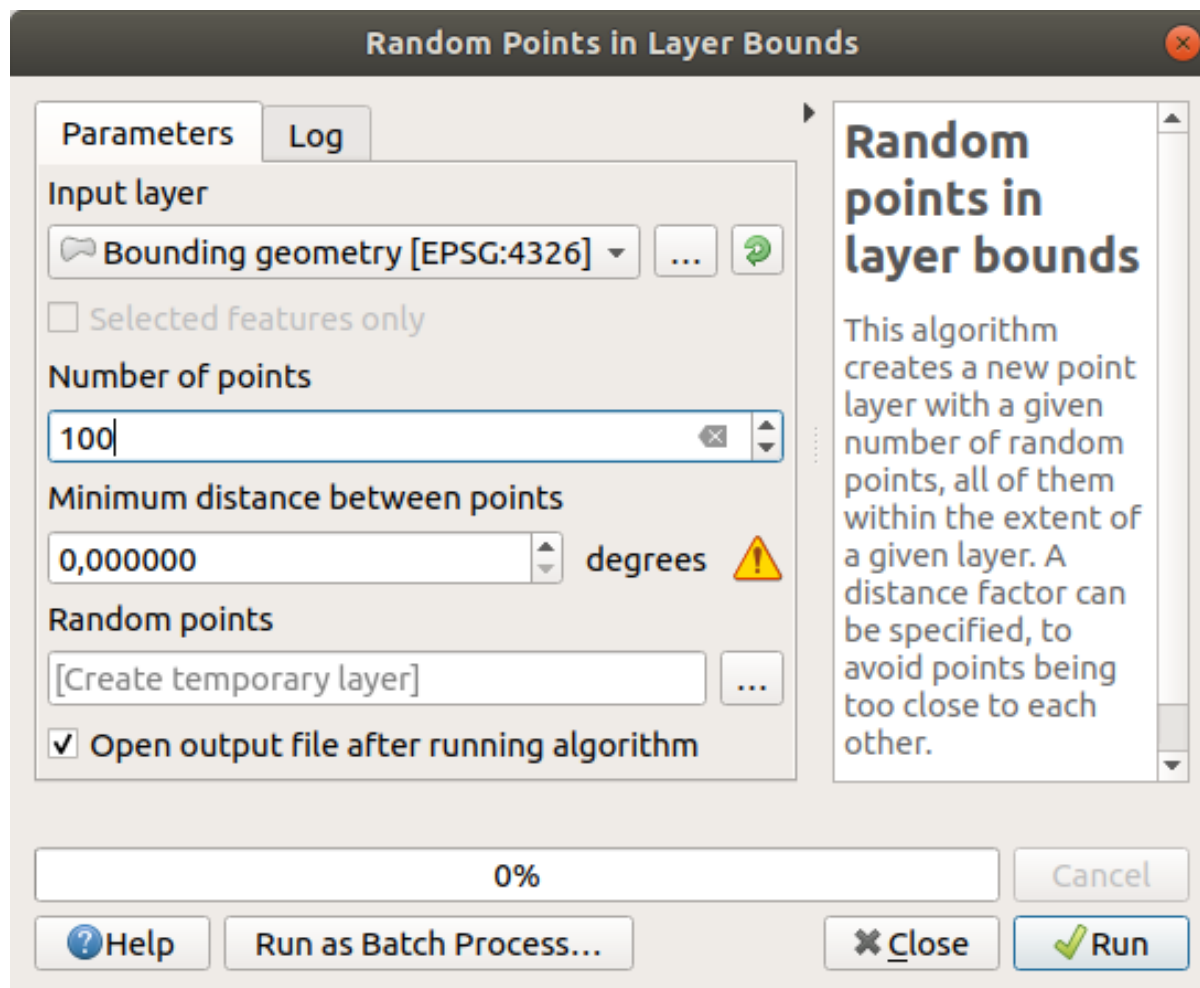 Random Points in Layer Bounds
Parameters
Log
Input layer
Bounding geometry [EPSG:4326]
...
Selected features only
Number of points
100
Minimum distance between points
0,000000
degrees
Random points
[Create temporary layer]
...
Open output file after running algorithm
Random
points in
layer bounds
This algorithm
creates a new point
layer with a given
number of random
points, all of them
within the extent of
a given layer. A
distance factor can
be specified, to
avoid points being
too close to each
other.
0%
Cancel
Help
Run as Batch Process...
Close
Run